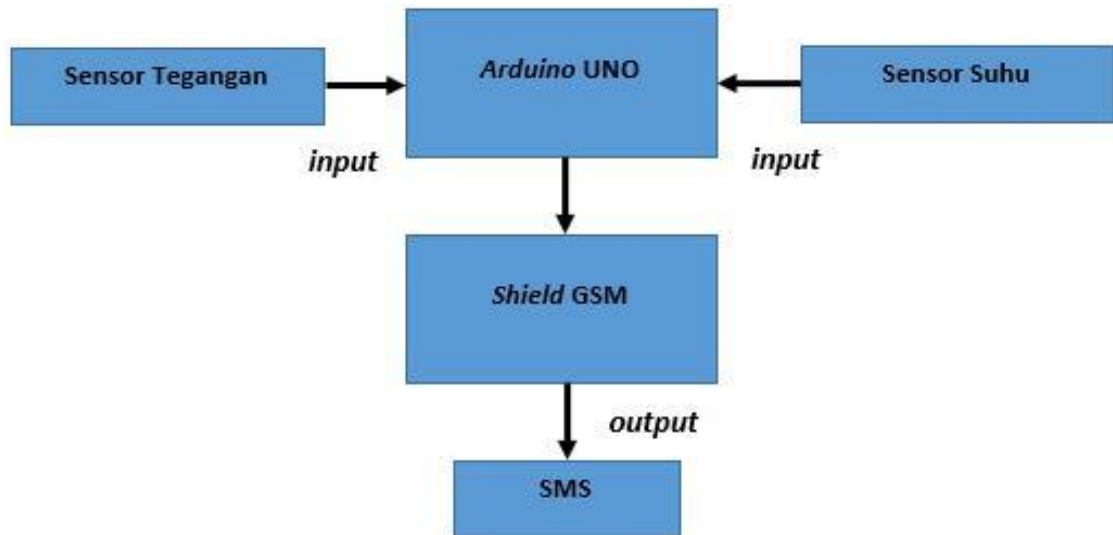 Sensor Tegangan
Arduino UNO
Sensor Suhu
input
input
Shield GSM
output
SMS